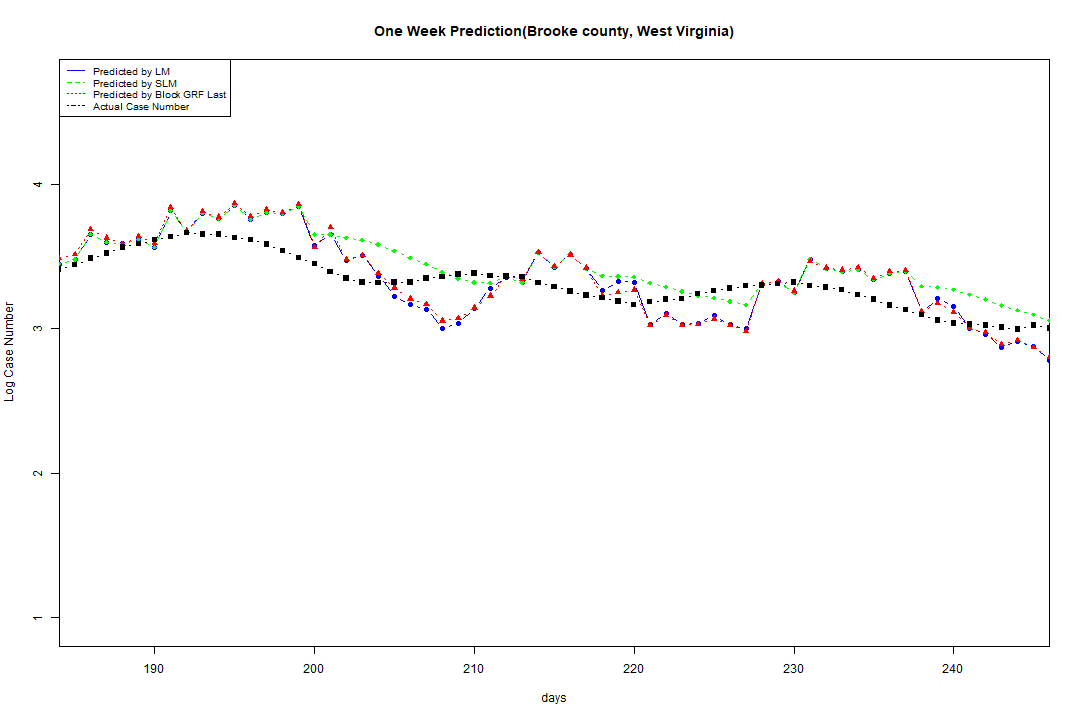 One Week Prediction(Brooke county, West Virginia)
Predicted by LM
Predicted by SLM
Predicted by Block GRF Last
Actual Case Number
4
3
2
1
Log Case Number
190 200 210 220 230 240
days